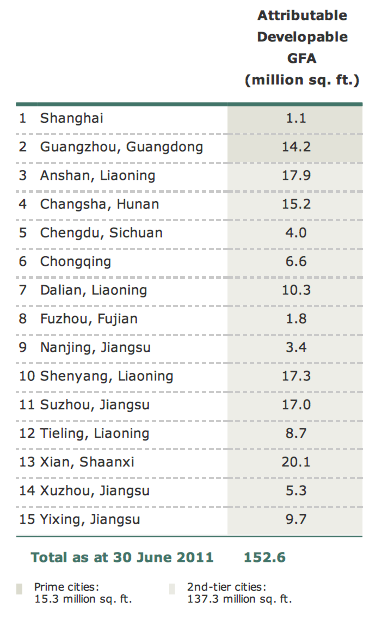 Attributable
Developable
GFA
(million sq. ft.)
1 Shanghai 1.1
2 Guangzhou, Guangdong 14.2
3 Anshan, Liaoning 17.9
4 Changsha, Hunan 15.2
5 Chengdu, Sichuan 4.0
6 Chongqing 6.6
7 Dalian, Liaoning 10.3
8 Fuzhou, Fujian 1.8
9 Nanjing, Jiangsu 3.4
10 Shenyang, Liaoning 17.3
11 Suzhou, Jiangsu 17.0
12 Tieling, Liaoning 8.7
13 Xian, Shaanxi 20.1
14 Xuzhou, Jiangsu 5.3
15 Yixing, Jiangsu 9.7
Total as at 30 June 2011 152.6
Prime cities:
15.3 million sq. ft.
2nd-tier cities:
137.3 million sq. ft.